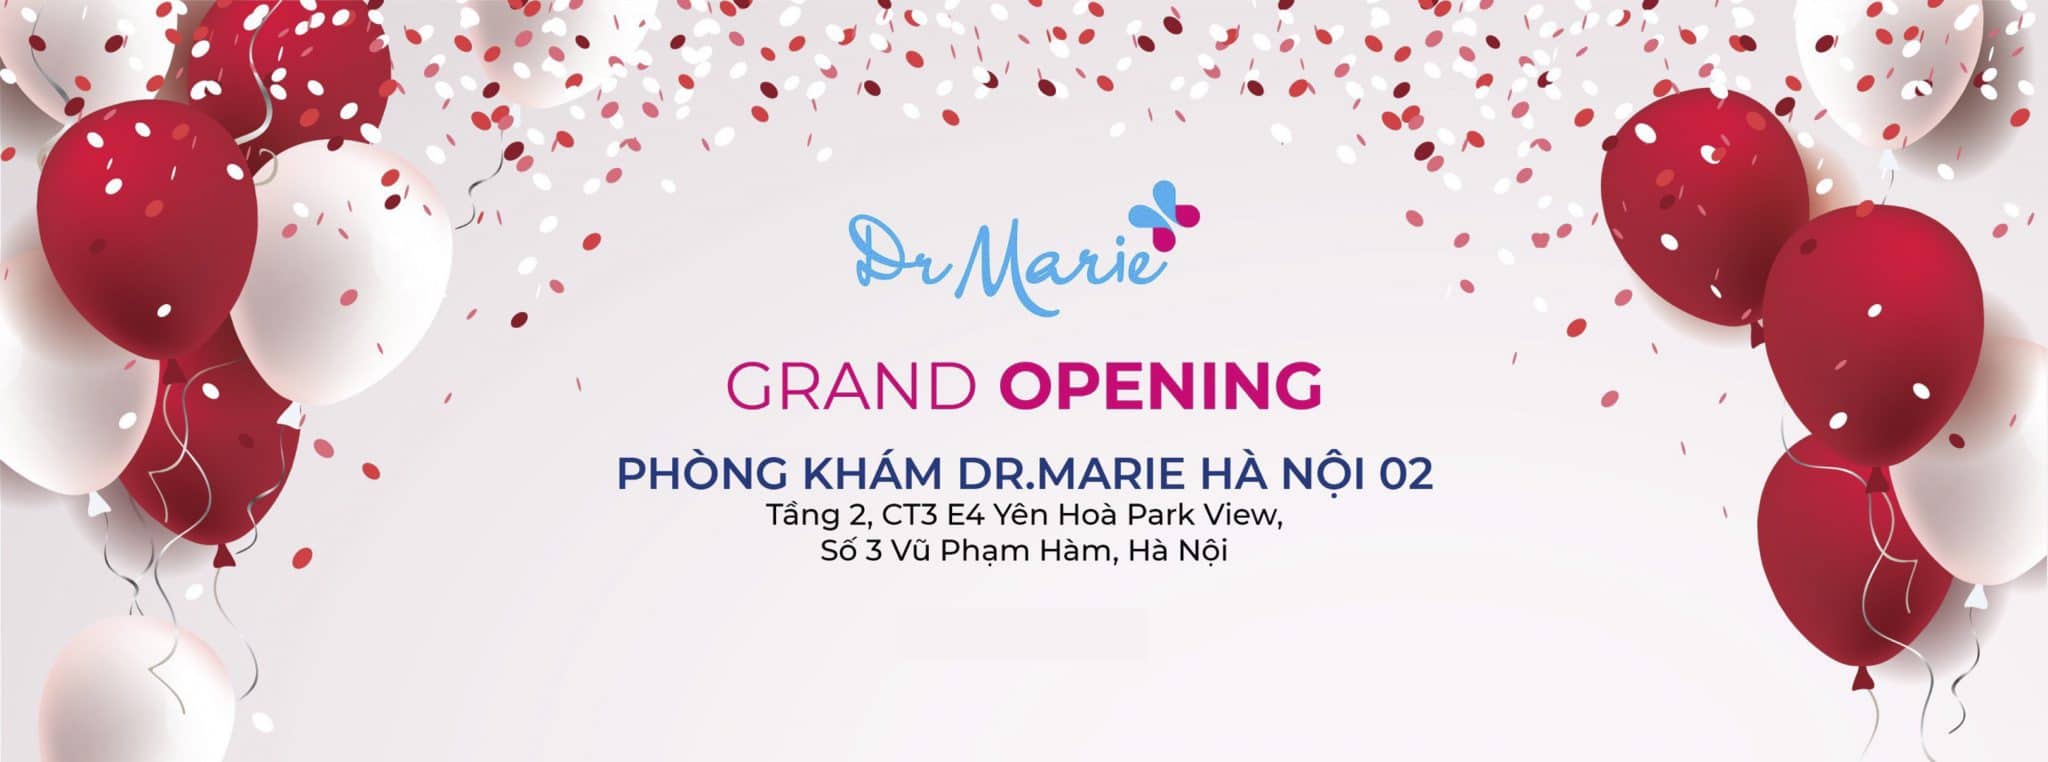 Dr Marie
GRAND OPENING
PHÒNG KHÁM DR.MARIE HÀ NỘI 02
Tầng 2, CT3 E4 Yên Hoà Park View,
Số 3 Vũ Phạm Hàm, Hà Nội